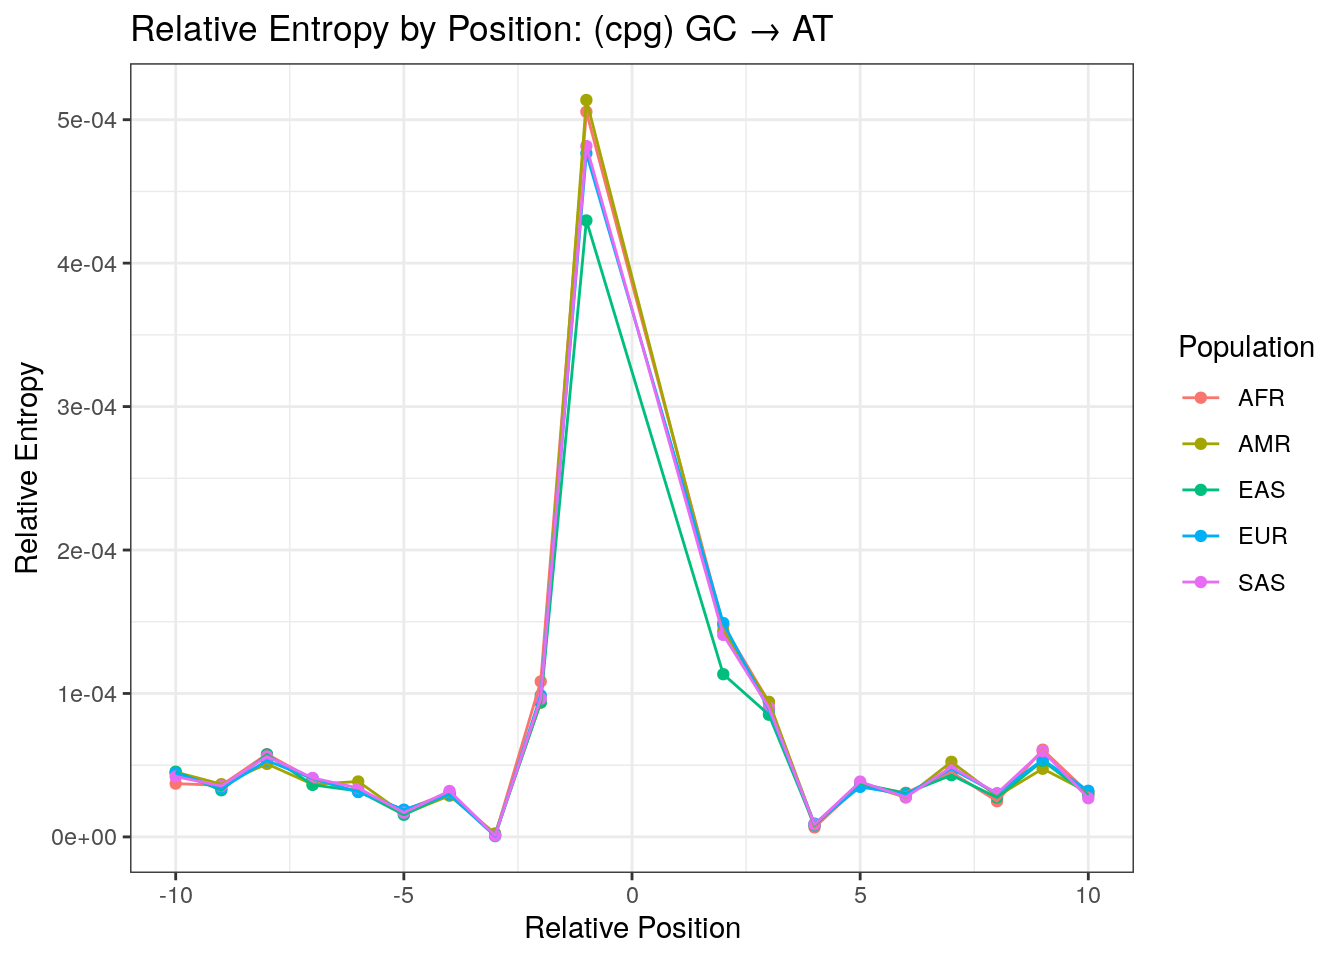 Relative Entropy by Position: (cpg) GC → AT
5e-04
4e-04
3e-04
2e-04
1e-04
0e+00
Relative Entropy
-10
-5
0
5
10
Relative Position
Population
AFR
AMR
EAS
EUR
SAS